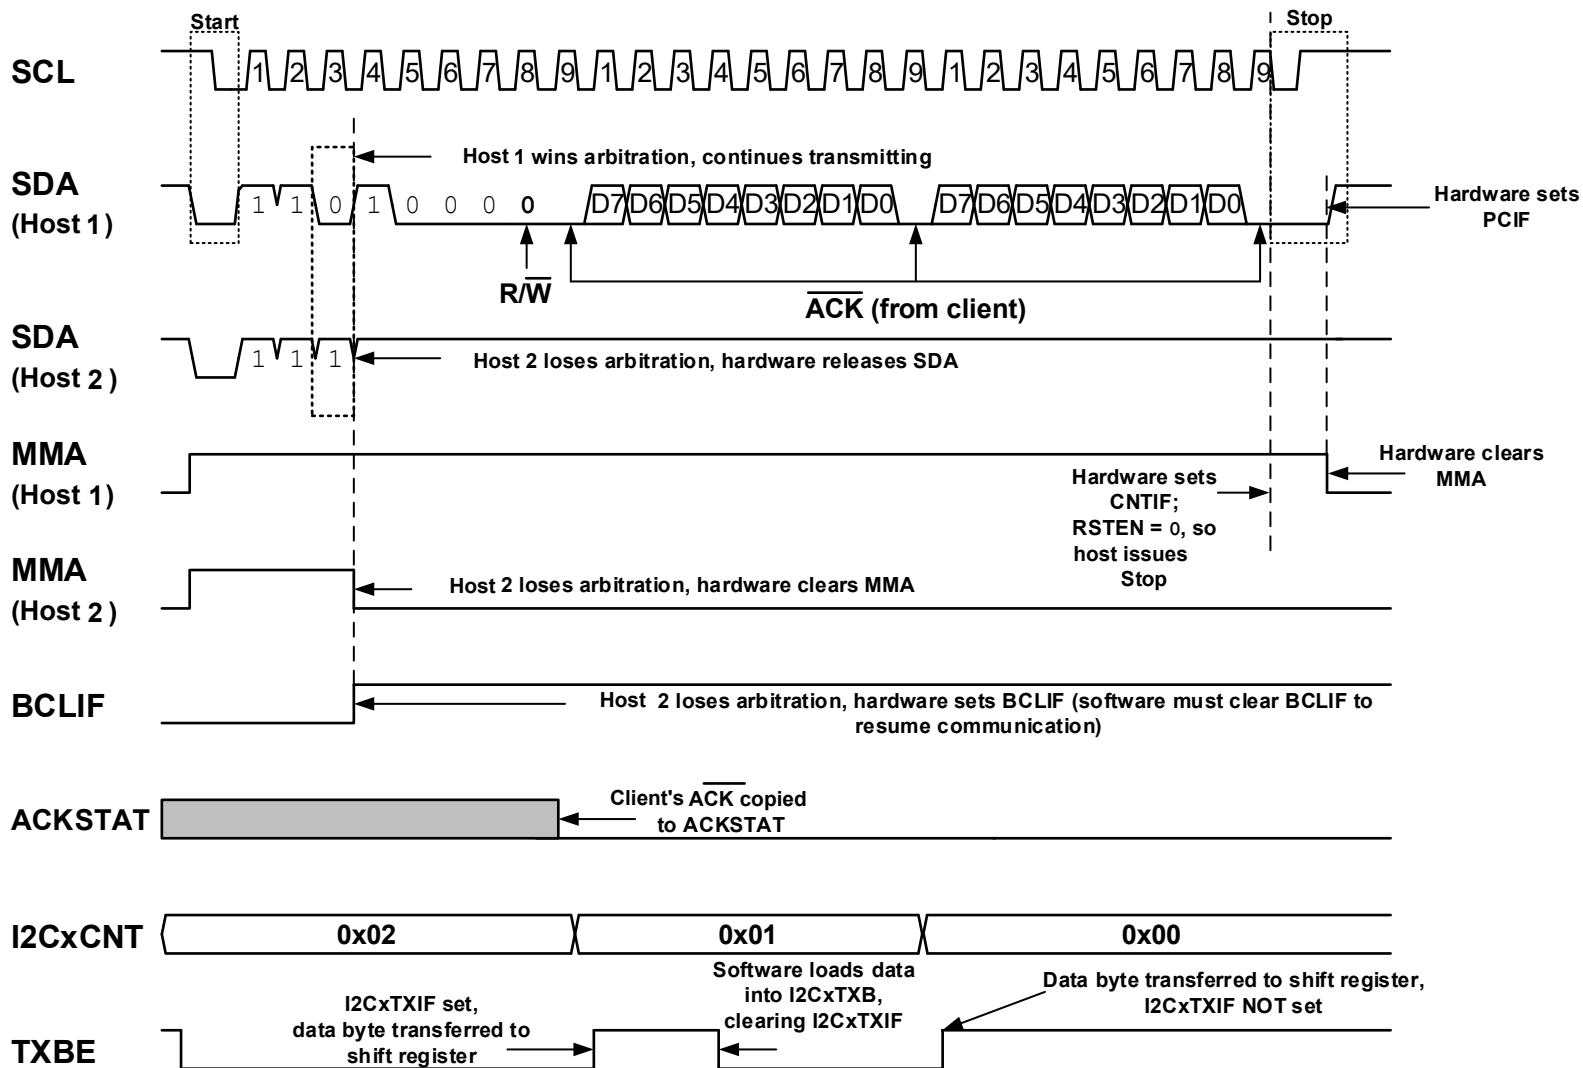 Start
Stop
SCL
1 2 3 4 5 6 7 8 9 1 2 3 4 5 6 7 8 9 1 2 3 4 5 6 7 8 9
Host 1 wins arbitration, continues transmitting
SDA
(Host 1)
1 1 0 1 0 0 0 0 D7 D6 D5 D4 D3 D2 D1 D0 D7 D6 D5 D4 D3 D2 D1 D0
Hardware sets
PCIF
R/W̅
A̅C̅K̅ (from client)
SDA
(Host 2 )
1 1 1
Host 2 loses arbitration, hardware releases SDA
MMA
(Host 1)
Hardware sets
CNTIF;
RSTEN = 0, so
host issues
Stop
Hardware clears
MMA
MMA
(Host 2 )
Host 2 loses arbitration, hardware clears MMA
BCLIF
Host 2 loses arbitration, hardware sets BCLIF (software must clear BCLIF to
resume communication)
ACKSTAT
Client's A̅C̅K̅ copied
to ACKSTAT
I2CxCNT
0x02 0x01 0x00
TXBE
I2CxTXIF set,
data byte transferred to
shift register
Software loads data
into I2CxTXB,
clearing I2CxTXIF
Data byte transferred to shift register,
I2CxTXIF NOT set